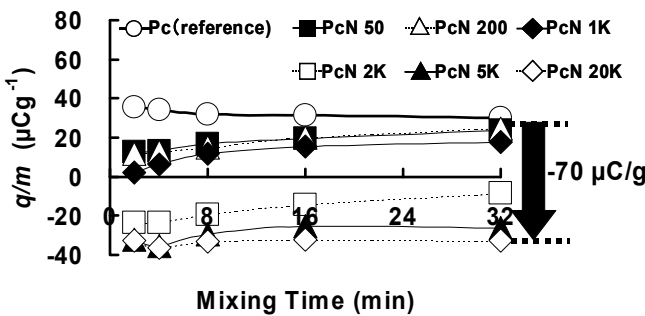 80
Pc(reference) PcN 50 PcN 200 PcN 1K
60
PcN 2K PcN 5K PcN 20K
40
20
0
-20
-40
0 8 16 24 32
q/m (μCg⁻¹)
-70 μC/g
Mixing Time (min)